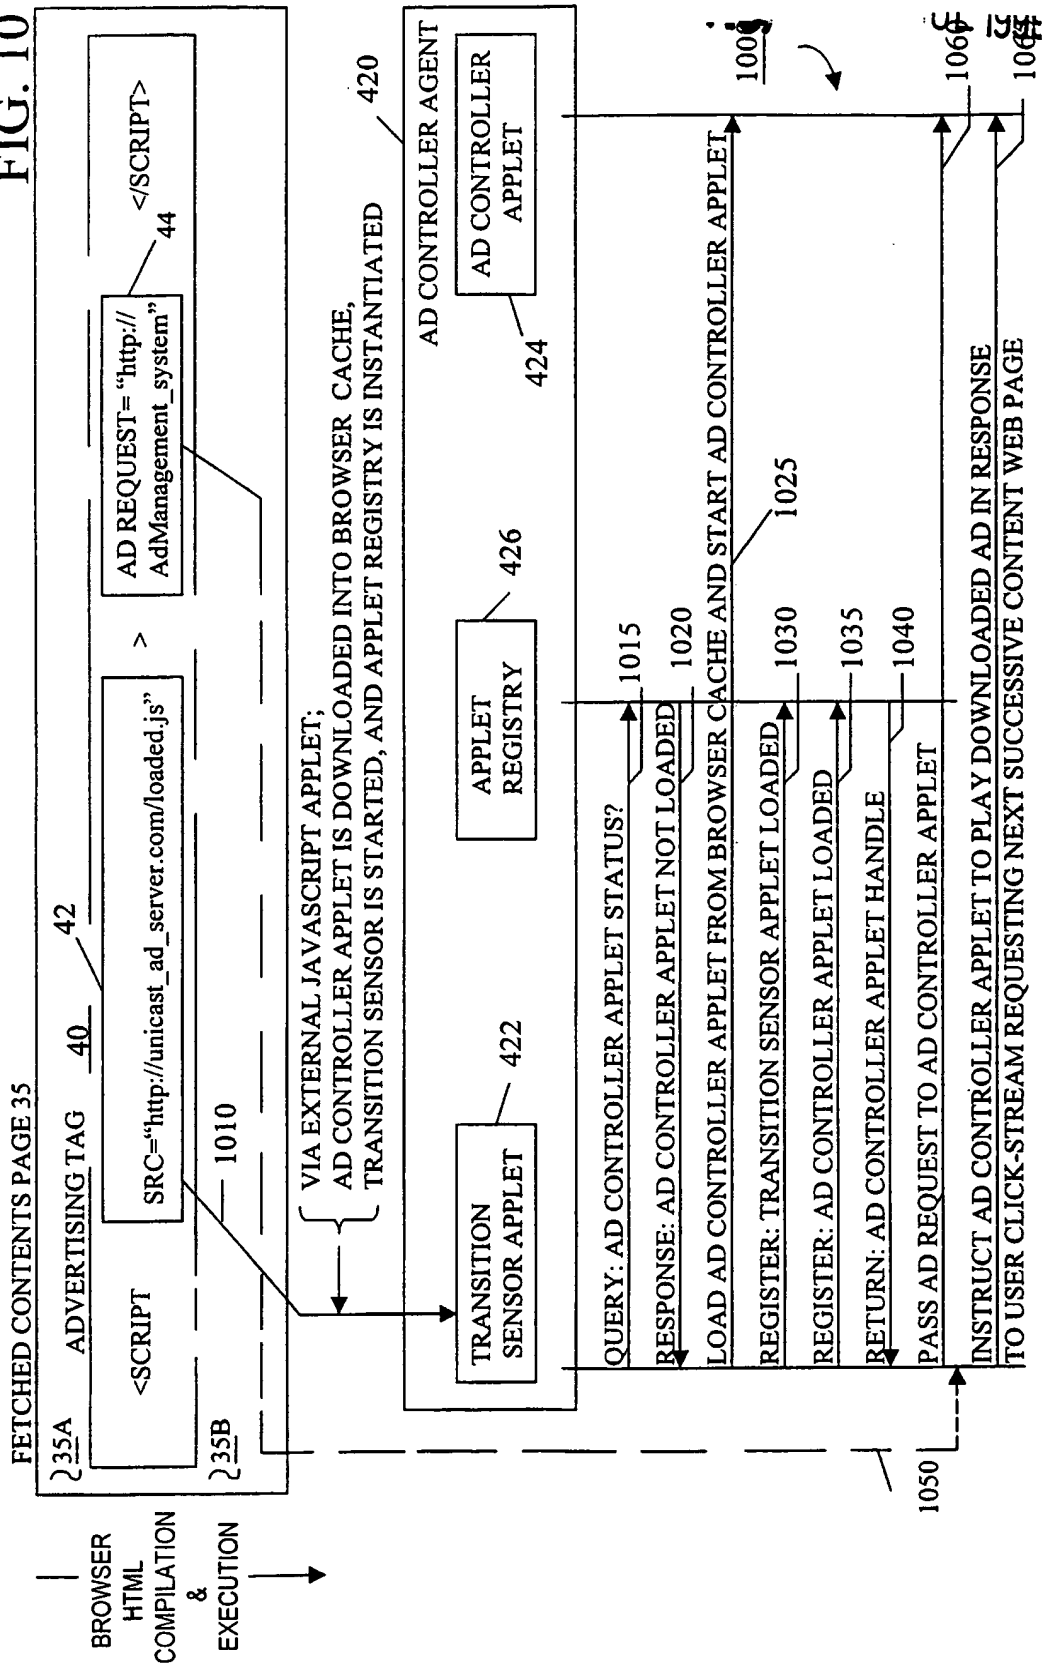 FIG. 10
FETCHED CONTENTS PAGE 35
35A
ADVERTISING TAG 40
42
<SCRIPT
SRC="http://unicast_ad_server.com/loaded.js"
>
AD REQUEST= "http://
AdManagement_system"
</SCRIPT>
44
35B
1010
BROWSER
HTML
COMPILATION
&
EXECUTION
VIA EXTERNAL JAVASCRIPT APPLET;
AD CONTROLLER APPLET IS DOWNLOADED INTO BROWSER CACHE,
TRANSITION SENSOR IS STARTED, AND APPLET REGISTRY IS INSTANTIATED
420
AD CONTROLLER AGENT
TRANSITION
SENSOR APPLET
422
APPLET
REGISTRY
426
AD CONTROLLER
APPLET
424
1000
QUERY: AD CONTROLLER APPLET STATUS?
1015
RESPONSE: AD CONTROLLER APPLET NOT LOADED
1020
LOAD AD CONTROLLER APPLET FROM BROWSER CACHE AND START AD CONTROLLER APPLET
1025
REGISTER: TRANSITION SENSOR APPLET LOADED
1030
REGISTER: AD CONTROLLER APPLET LOADED
1035
RETURN: AD CONTROLLER APPLET HANDLE
1040
PASS AD REQUEST TO AD CONTROLLER APPLET
1060
1050
INSTRUCT AD CONTROLLER APPLET TO PLAY DOWNLOADED AD IN RESPONSE
TO USER CLICK-STREAM REQUESTING NEXT SUCCESSIVE CONTENT WEB PAGE